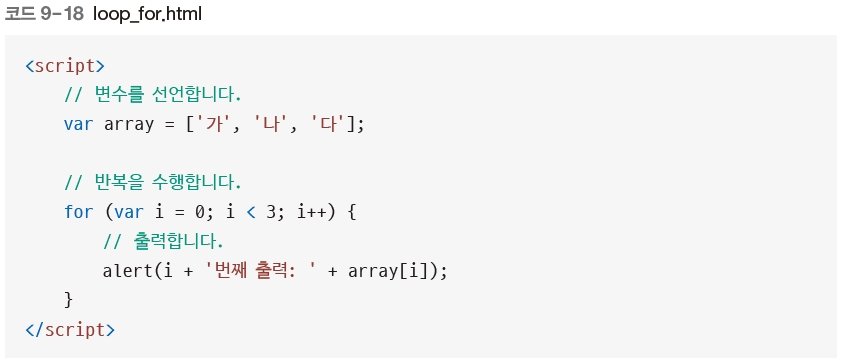 코드 9-18 loop_for.html
<script>
// 변수를 선언합니다.
var array = ['가', '나', '다'];
// 반복을 수행합니다.
for (var i = 0; i < 3; i++) {
// 출력합니다.
alert(i + '번째 출력: ' + array[i]);
}
</script>